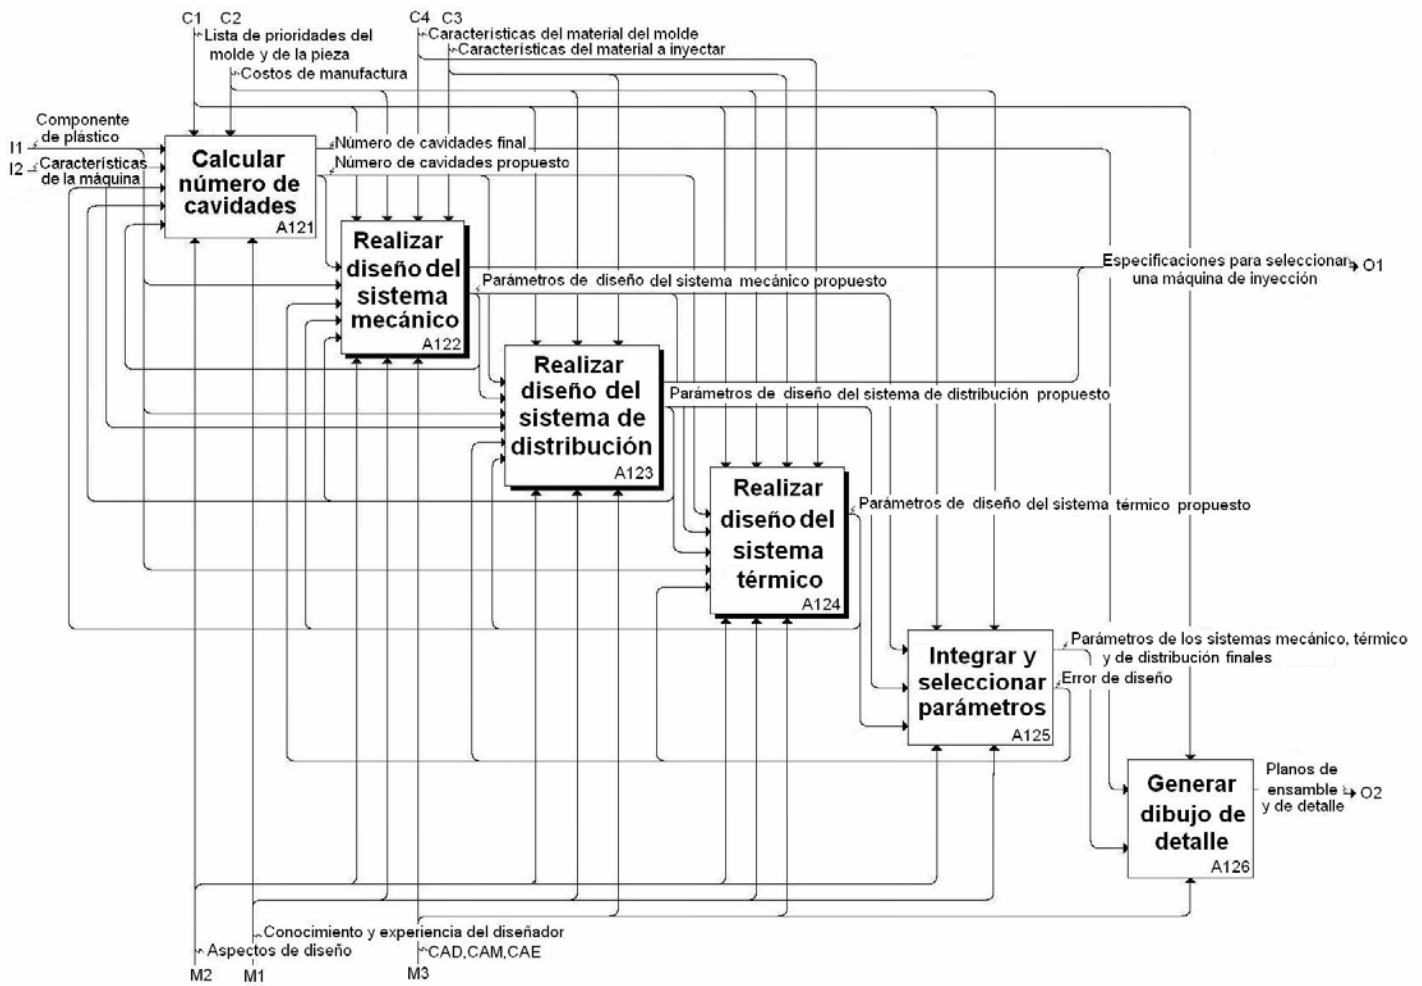 C1
C2
C4
C3
Lista de prioridades del
molde y de la pieza
Características del material del molde
Características del material a inyectar
Costos de manufactura
Componente
de plástico
I1
I2
Características
de la máquina
Calcular
número de
cavidades
A121
Número de cavidades final
Número de cavidades propuesto
Realizar
diseño del
sistema
mecánico
A122
Especificaciones para seleccionar
una máquina de inyección
O1
Parámetros de diseño del sistema mecánico propuesto
Realizar
diseño del
sistema de
distribución
A123
Parámetros de diseño del sistema de distribución propuesto
Realizar
diseño del
sistema
térmico
A124
Parámetros de diseño del sistema térmico propuesto
Integrar y
seleccionar
parámetros
A125
Parámetros de los sistemas mecánico, térmico
y de distribución finales
Error de diseño
Generar
dibujo de
detalle
A126
Planos de
ensamble
y de detalle
O2
Conocimiento y experiencia del diseñador
Aspectos de diseño
CAD,CAM,CAE
M2
M1
M3